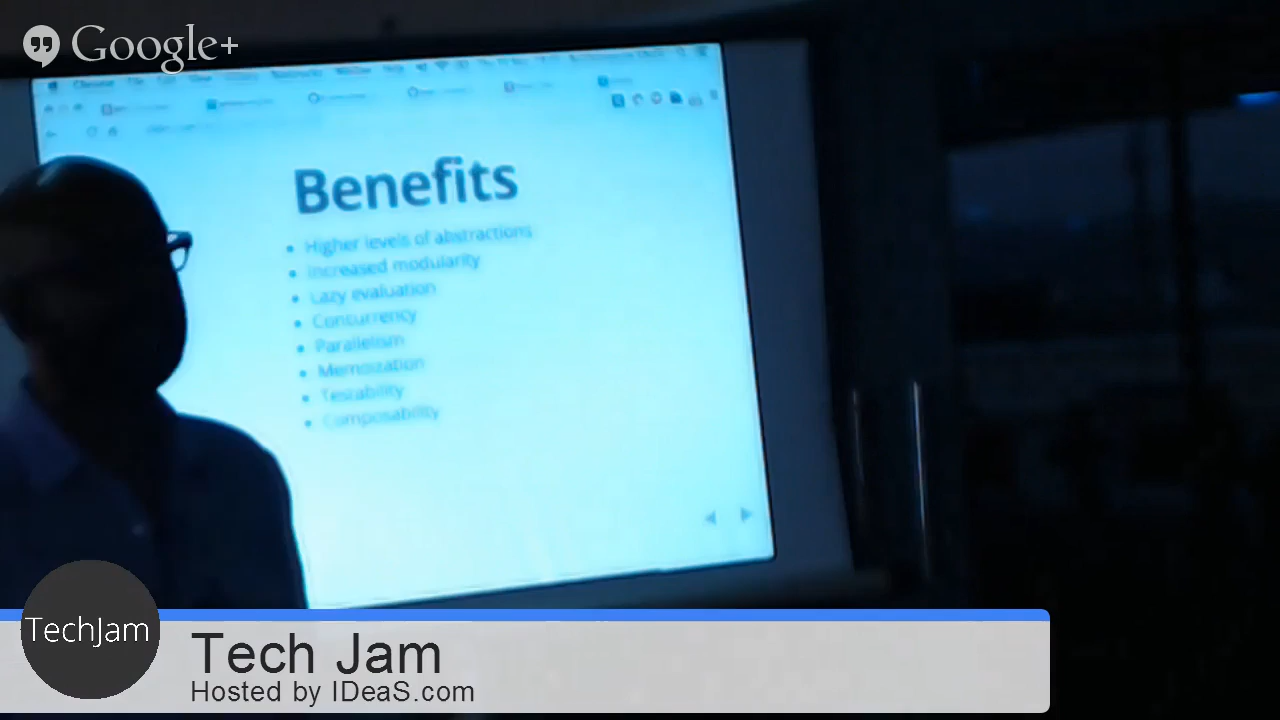 Google+
Benefits
Higher levels of abstractions
Increased modularity
Lazy evaluation
Concurrency
Parallelism
Memoization
Testability
Composability
TechJam
Tech Jam
Hosted by IDeaS.com